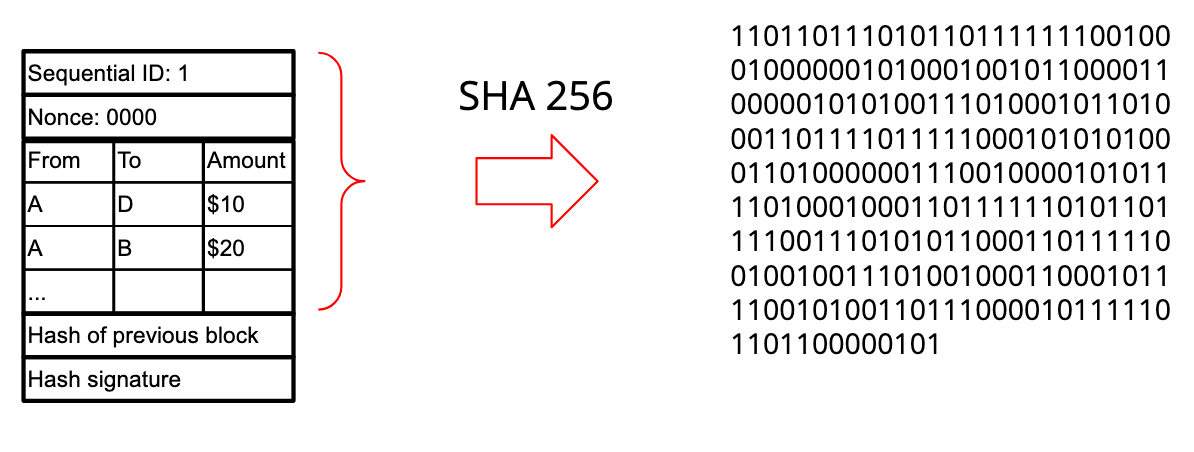 Sequential ID: 1
Nonce: 0000
From To Amount
A D $10
A B $20
...
Hash of previous block
Hash signature
SHA 256
110110111010110111111100100
010000001010001001011000011
000001010100111010001011010
001101111011111000101010100
011010000001110010000101011
110100010001101111110101101
111001110101011000110111110
010010011101001000110001011
110010100110111000010111110
1101100000101